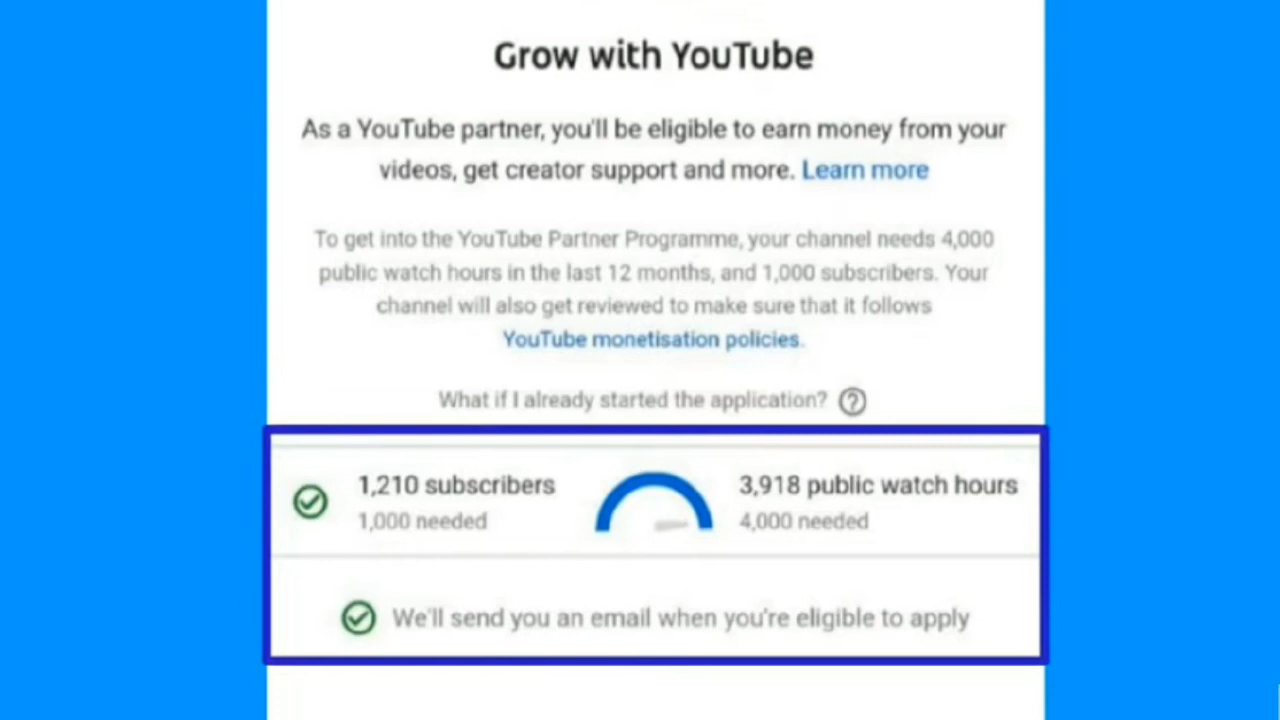 Grow with YouTube
As a YouTube partner, you'll be eligible to earn money from your
videos, get creator support and more. Learn more
To get into the YouTube Partner Programme, your channel needs 4,000
public watch hours in the last 12 months, and 1,000 subscribers. Your
channel will also get reviewed to make sure that it follows
YouTube monetisation policies.
What if I already started the application? ?
1,210 subscribers
1,000 needed
3,918 public watch hours
4,000 needed
We'll send you an email when you're eligible to apply